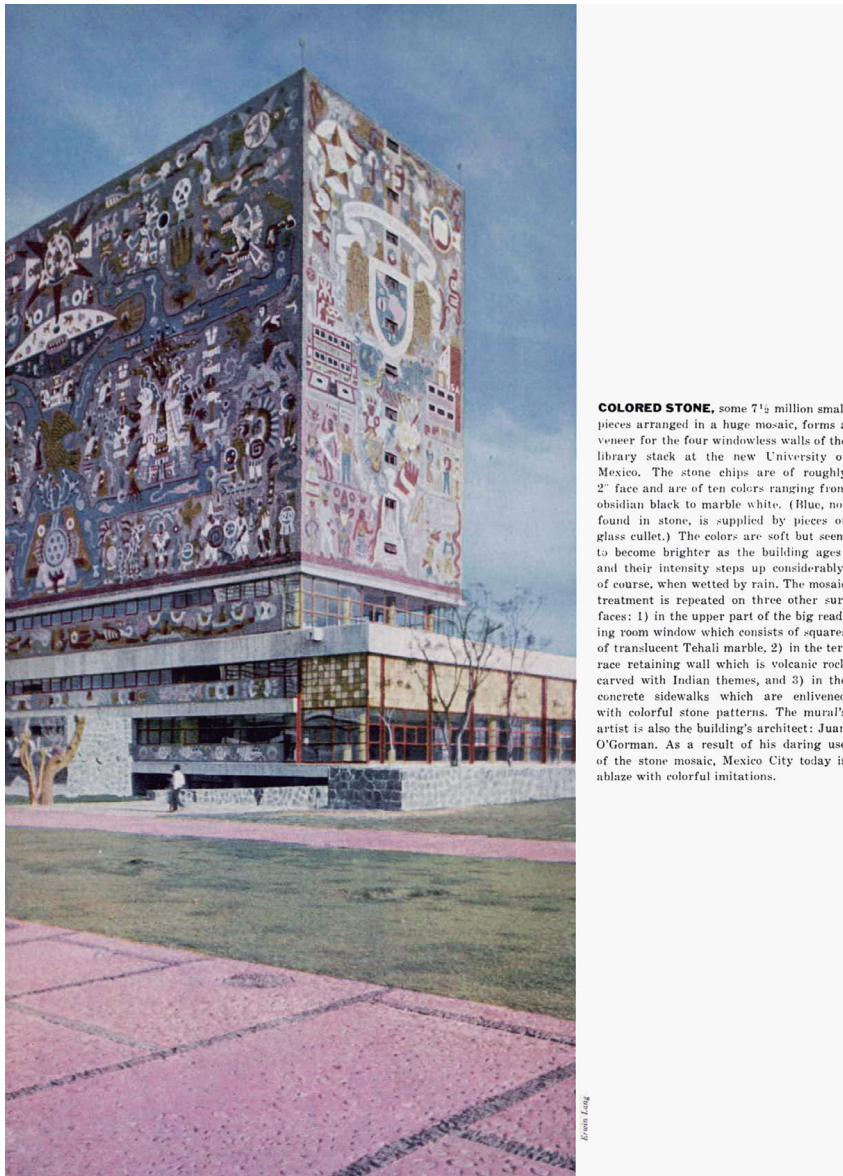 COLORED STONE, some 7½ million smal
pieces arranged in a huge mosaic, forms a
veneer for the four windowless walls of the
library stack at the new University o
Mexico. The stone chips are of roughly
2" face and are of ten colors ranging from
obsidian black to marble white. (Blue, no
found in stone, is supplied by pieces of
glass cullet.) The colors are soft but seem
to become brighter as the building ages
and their intensity steps up considerably
of course, when wetted by rain. The mosaic
treatment is repeated on three other sur
faces: 1) in the upper part of the big read
ing room window which consists of square
of translucent Tehali marble, 2) in the ter
race retaining wall which is volcanic rock
carved with Indian themes, and 3) in the
concrete sidewalks which are enlivened
with colorful stone patterns. The mural's
artist is also the building's architect: Juan
O'Gorman. As a result of his daring use
of the stone mosaic, Mexico City today is
ablaze with colorful imitations.
Erwin Lang